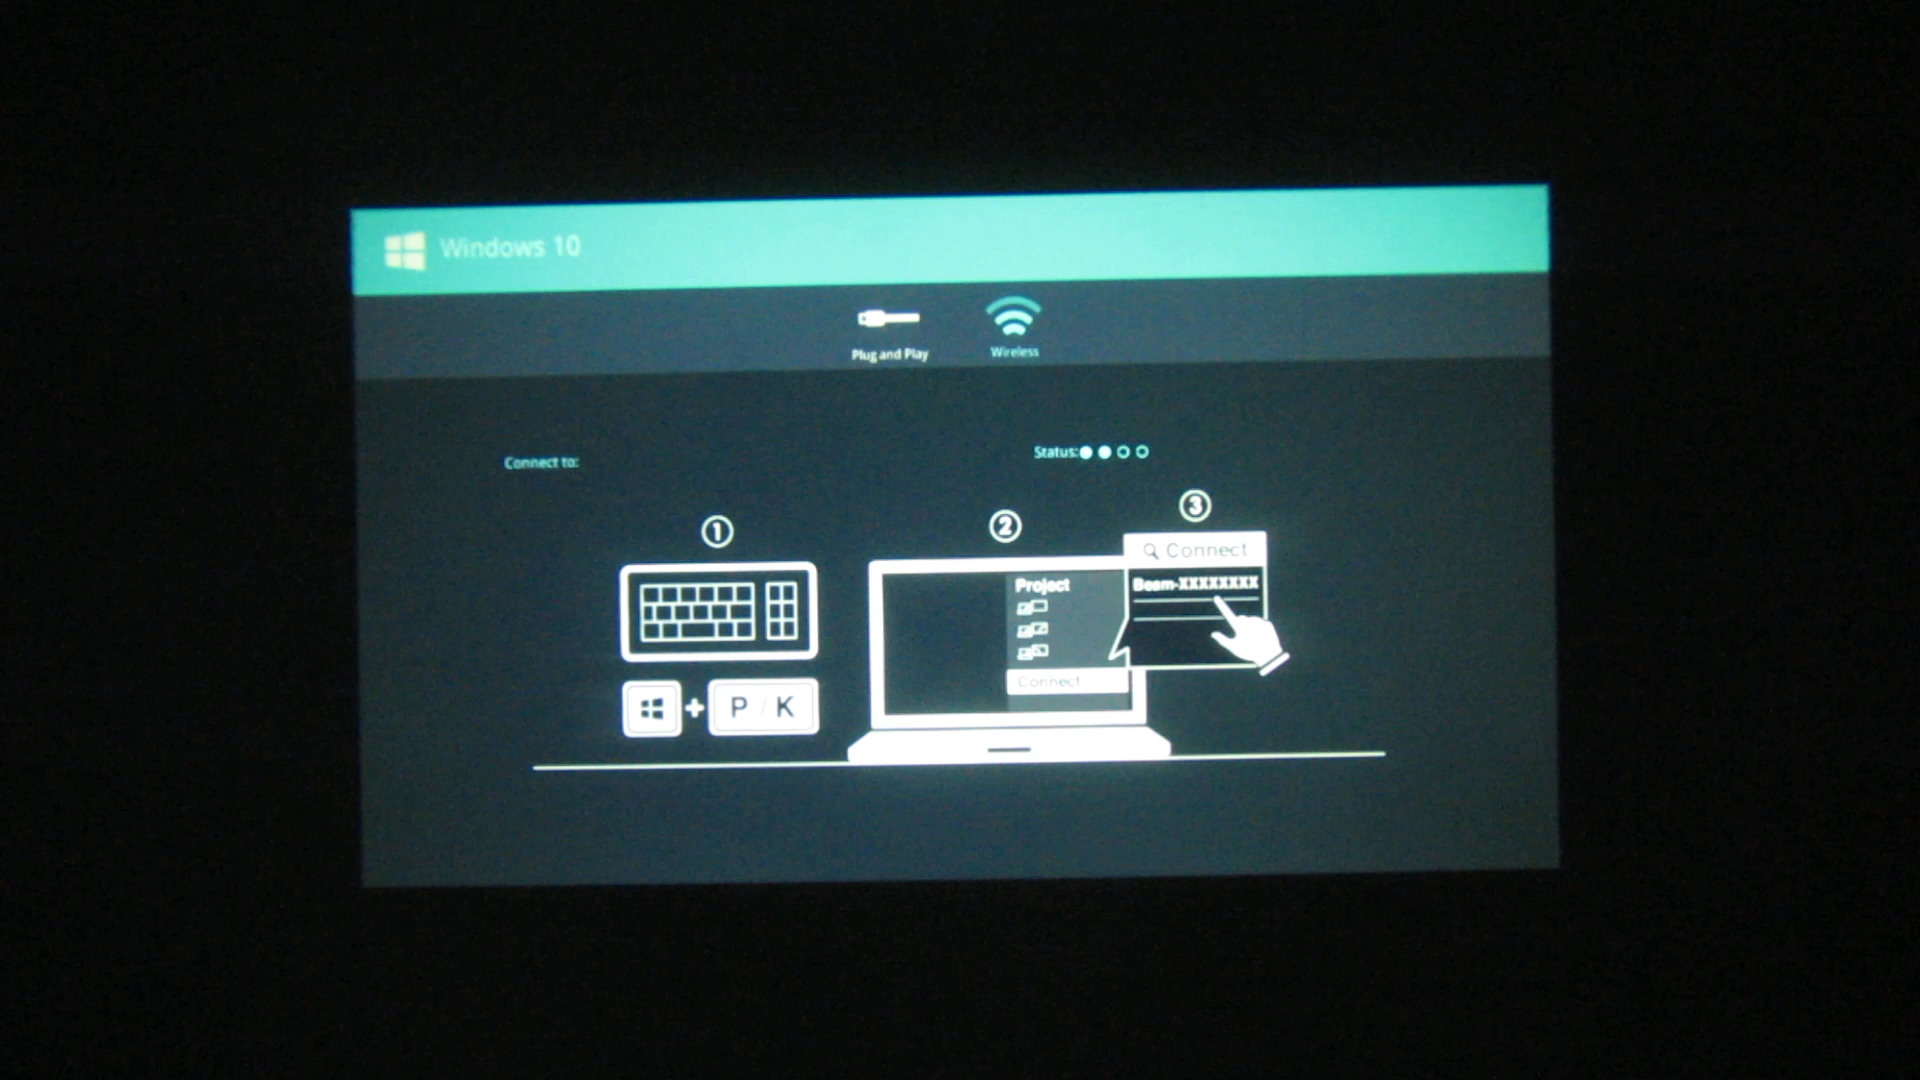 Windows 10
Plug and Play
Wireless
Connect to:
Status:
1
2
3
Connect
Project
Beam-XXXXXXXX
Connect
+ P / K